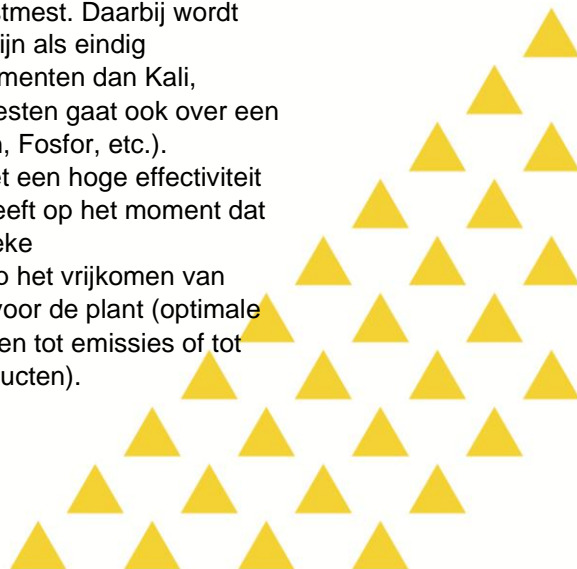 tmest. Daarbij wordt
ijn als eindig
menten dan Kali,
esten gaat ook over een
n, Fosfor, etc.).
et een hoge effectiviteit
eeft op het moment dat
eke
o het vrijkomen van
voor de plant (optimale
en tot emissies of tot
ucten).